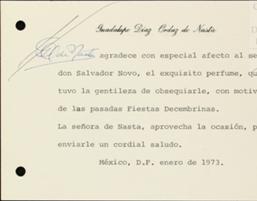 Guadalupe Díaz Ordaz de Nasta
G. de Nasta
agradece con especial afecto al se
don Salvador Novo, el exquisito perfume, qu
tuvo la gentileza de obsequiarle, con motiv
de las pasadas Fiestas Decembrinas.
La señora de Nasta, aprovecha la ocasión, p
enviarle un cordial saludo.
México, D.F. enero de 1973.